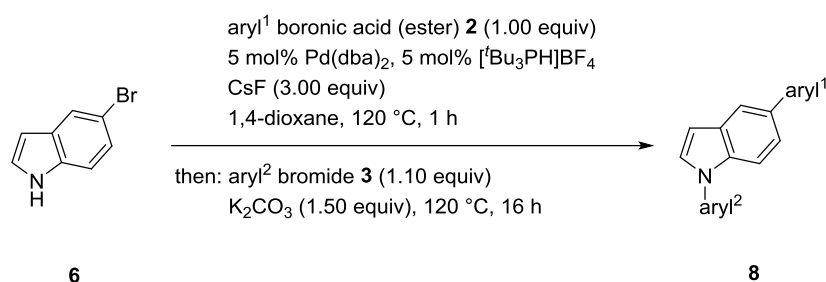 aryl¹ boronic acid (ester) 2 (1.00 equiv)
5 mol% Pd(dba)₂, 5 mol% [ᵗBu₃PH]BF₄
CsF (3.00 equiv)
1,4-dioxane, 120 °C, 1 h
then: aryl² bromide 3 (1.10 equiv)
K₂CO₃ (1.50 equiv), 120 °C, 16 h
Br
N
H
6
aryl¹
N
aryl²
8